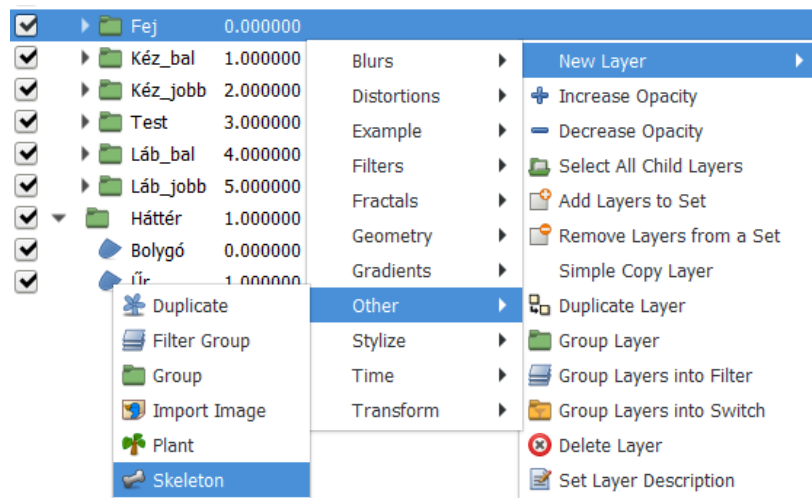 Fej 0.000000
Kéz_bal 1.000000
Kéz_jobb 2.000000
Test 3.000000
Láb_bal 4.000000
Láb_jobb 5.000000
Háttér 1.000000
Bolygó 0.000000
Űr 1.000000
Duplicate
Filter Group
Group
Import Image
Plant
Skeleton
Blurs
Distortions
Example
Filters
Fractals
Geometry
Gradients
Other
Stylize
Time
Transform
New Layer
Increase Opacity
Decrease Opacity
Select All Child Layers
Add Layers to Set
Remove Layers from a Set
Simple Copy Layer
Duplicate Layer
Group Layer
Group Layers into Filter
Group Layers into Switch
Delete Layer
Set Layer Description